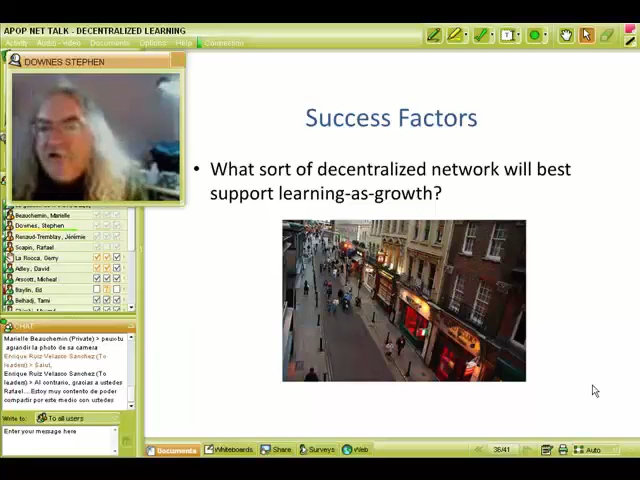 APOP NET TALK - DECENTRALIZED LEARNING
Activity Audio - video Documents Options Help Connection
DOWNES STEPHEN
Success Factors
• What sort of decentralized network will best
support learning-as-growth?
Beauchemin, Marielle
Downes, Stephen
Renaud-Tremblay, Jérémie
Scapin, Rafael
La Rocca, Gerry
Adley, David
Arscott, Micheal
Baylin, Ed
Belhadj, Tami
CHAT
Marielle Beauchemin (Private) > peux-tu
agrandir la photo de sa camera
Enrique Ruiz Velasco Sanchez (To
leaders) > Salut,
Enrique Ruiz Velasco Sanchez (To
leaders) > Al contrario, gracias a ustedes
Rafael....Estoy muy contento de poder
compartir por este medio con ustedes
Write to: To all users
Enter your message here
Documents Whiteboards Share Surveys Web 36/41 Auto